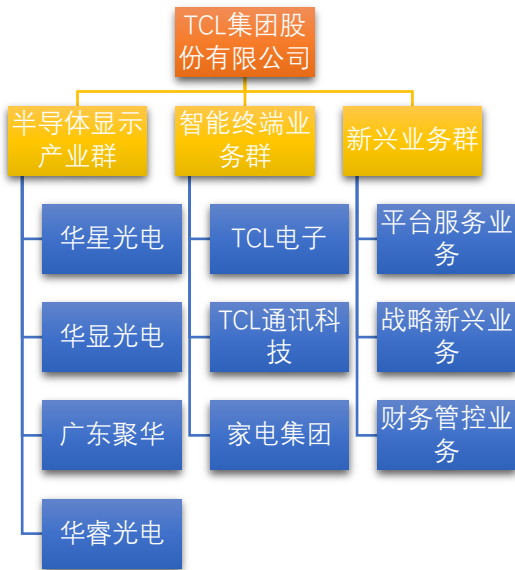 TCL集团股
份有限公司
半导体显示
产业群
智能终端业
务群
新兴业务群
华星光电
华显光电
广东聚华
华睿光电
TCL电子
TCL通讯科
技
家电集团
平台服务业
务
战略新兴业
务
财务管控业
务